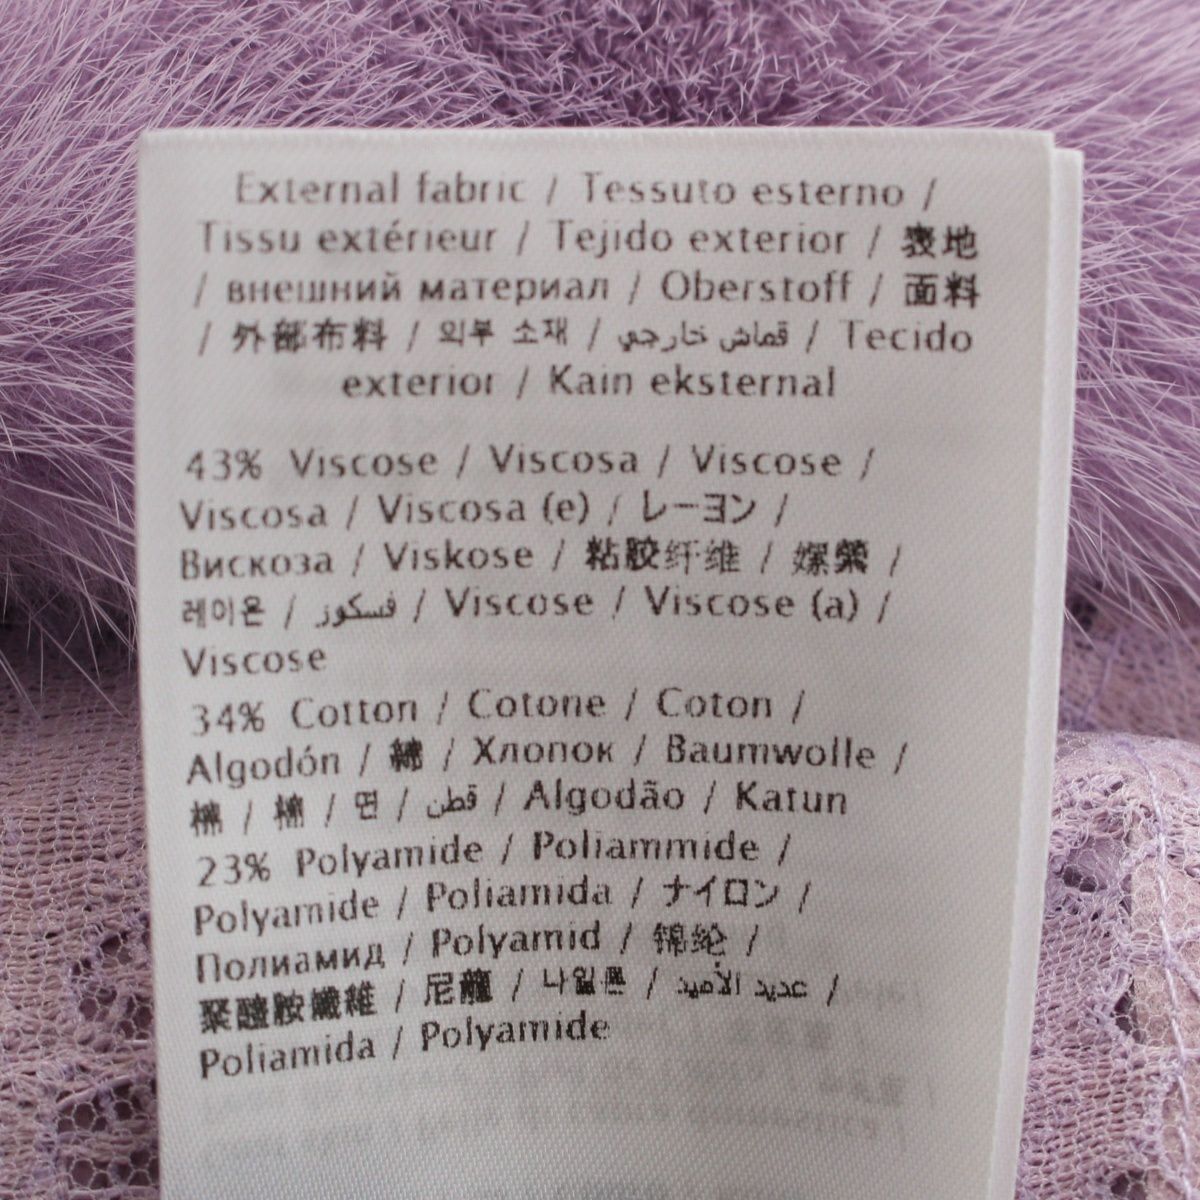 External fabric / Tessuto esterno /
Tissu extérieur / Tejido exterior / 表地
/ внешний материал / Oberstoff / 面料
/ 外部布料 / 외부 소재 / قماش خارجي / Tecido
exterior / Kain eksternal
43% Viscose / Viscosa / Viscose /
Viscosa / Viscosa (e) / レーヨン /
Вискоза / Viskose / 粘胶纤维 / 嫘縈 /
레이온 / فسكوز / Viscose / Viscose (a) /
Viscose
34% Cotton / Cotone / Coton /
Algodón / 綿 / Хлопок / Baumwolle /
棉 / 棉 / 면 / قطن / Algodão / Katun
23% Polyamide / Poliammide /
Polyamide / Poliamida / ナイロン /
Полиамид / Polyamid / 锦纶 /
聚醯胺纖維 / 尼龍 / 나일론 / عديد الأميد /
Poliamida / Polyamide